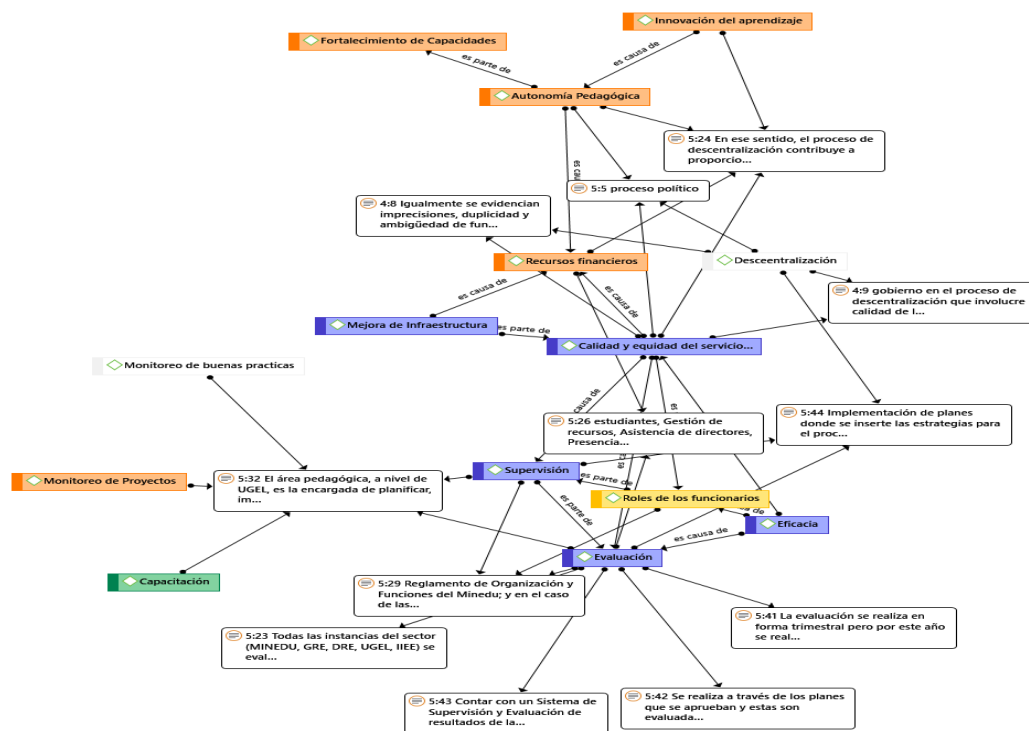 Innovación del aprendizaje
Fortalecimiento de Capacidades
es parte de
es causa de
Autonomía Pedagógica
5:24 En ese sentido, el proceso de
descentralización contribuye a
proporcio...
es cau
5:5 proceso político
4:8 Igualmente se evidencian
imprecisiones, duplicidad y
ambigüedad de fun...
Recursos financieros
Desceentralización
es causa de
es causa de
4:9 gobierno en el proceso de
descentralización que involucre
calidad de l...
Mejora de Infraestructura
es parte de
Calidad y equidad del servicio...
Monitoreo de buenas practicas
causa de
es
5:26 estudiantes, Gestión de
recursos, Asistencia de directores,
Presencia...
5:44 Implementación de planes
donde se inserte las estrategias para
el proc...
es
Supervisión
es parte de
Monitoreo de Proyectos
5:32 El área pedagógica, a nivel de
UGEL, es la encargada de planificar,
im...
Roles de los funcionarios
es parte de
de
Eficacia
es causa de
Evaluación
Capacitación
5:29 Reglamento de Organización y
Funciones del Minedu; y en el caso
de las...
5:41 La evaluación se realiza en
forma trimestral pero por este año
se real...
5:23 Todas las instancias del sector
(MINEDU, GRE, DRE, UGEL, IIEE) se
eval...
5:43 Contar con un Sistema de
Supervisión y Evaluación de
resultados de la...
5:42 Se realiza a través de los planes
que se aprueban y estas son
evaluada...